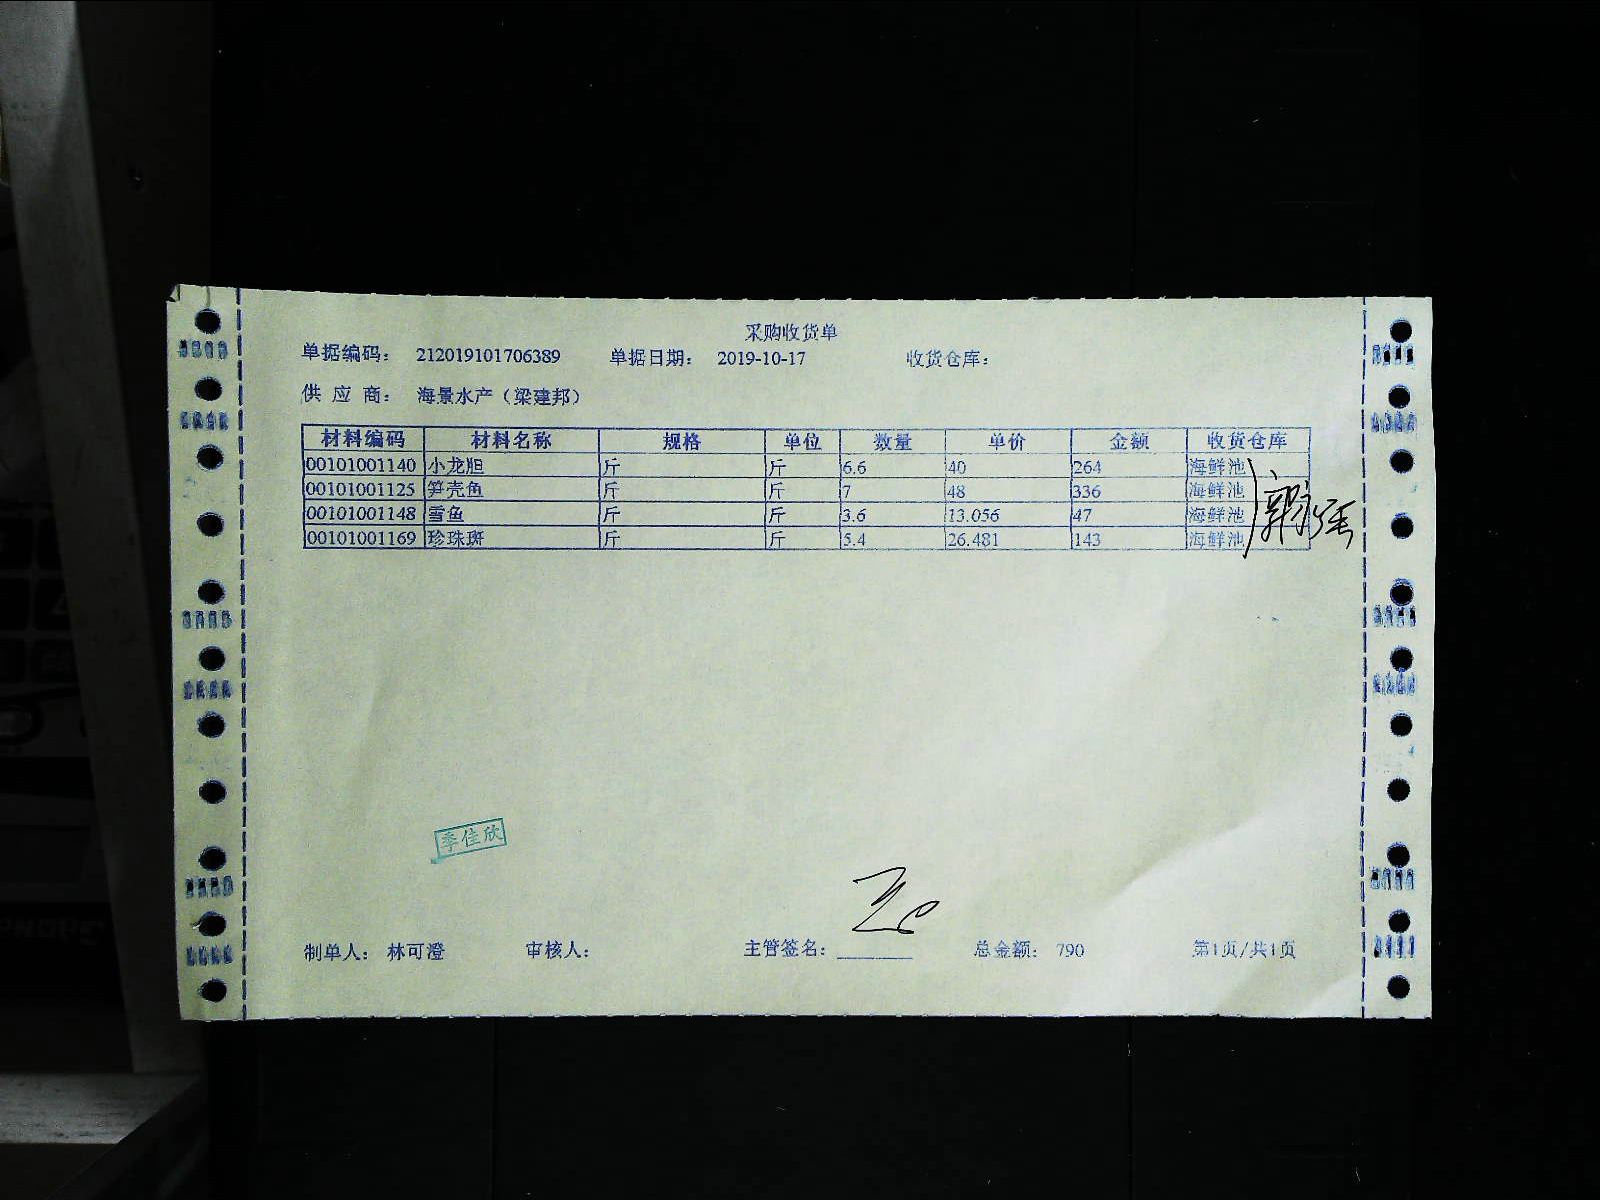 采购收货单
单据编码： 212019101706389 单据日期： 2019-10-17 收货仓库：
供 应 商： 海景水产（梁建邦）
材料编码 材料名称 规格 单位 数量 单价 金额 收货仓库
00101001140 小龙胆 斤 斤 6.6 40 264 海鲜池
00101001125 笋壳鱼 斤 斤 7 48 336 海鲜池
00101001148 雪鱼 斤 斤 3.6 13.056 47 海鲜池
00101001169 珍珠斑 斤 斤 5.4 26.481 143 海鲜池
季佳欣
制单人： 林可澄 审核人： 主管签名： 总金额： 790 第1页/共1页